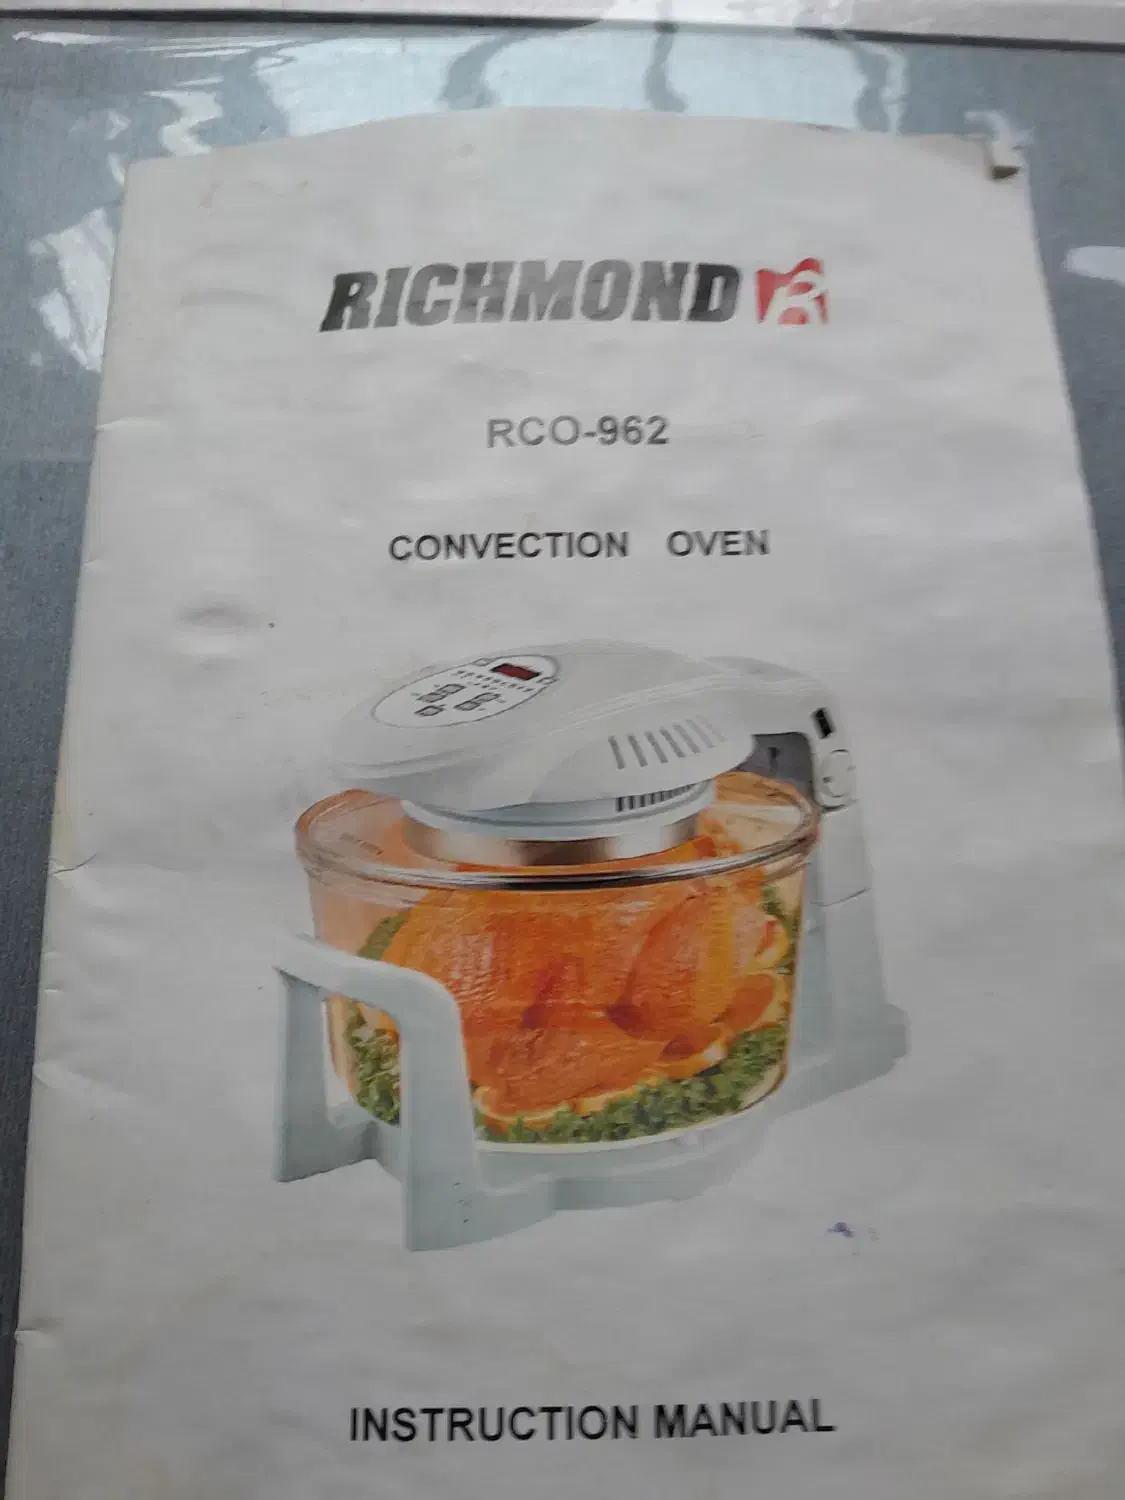 RICHMOND
RCO-962
CONVECTION OVEN
INSTRUCTION MANUAL